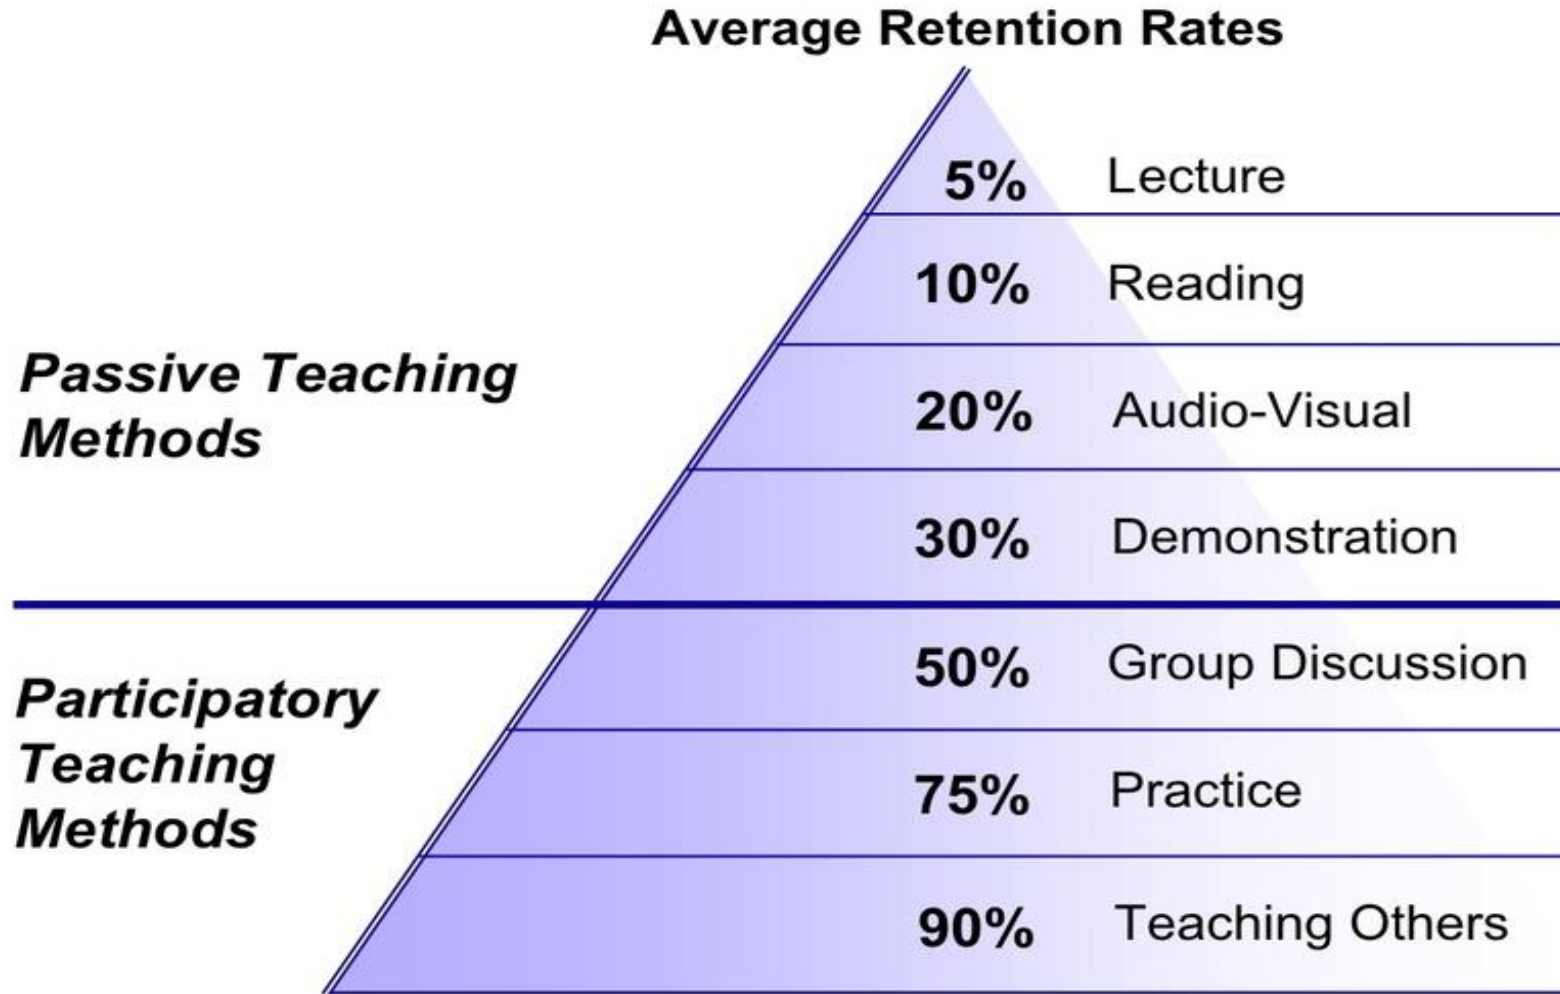 Average Retention Rates
5% Lecture
10% Reading
20% Audio-Visual
30% Demonstration
Passive Teaching
Methods
50% Group Discussion
75% Practice
90% Teaching Others
Participatory
Teaching
Methods